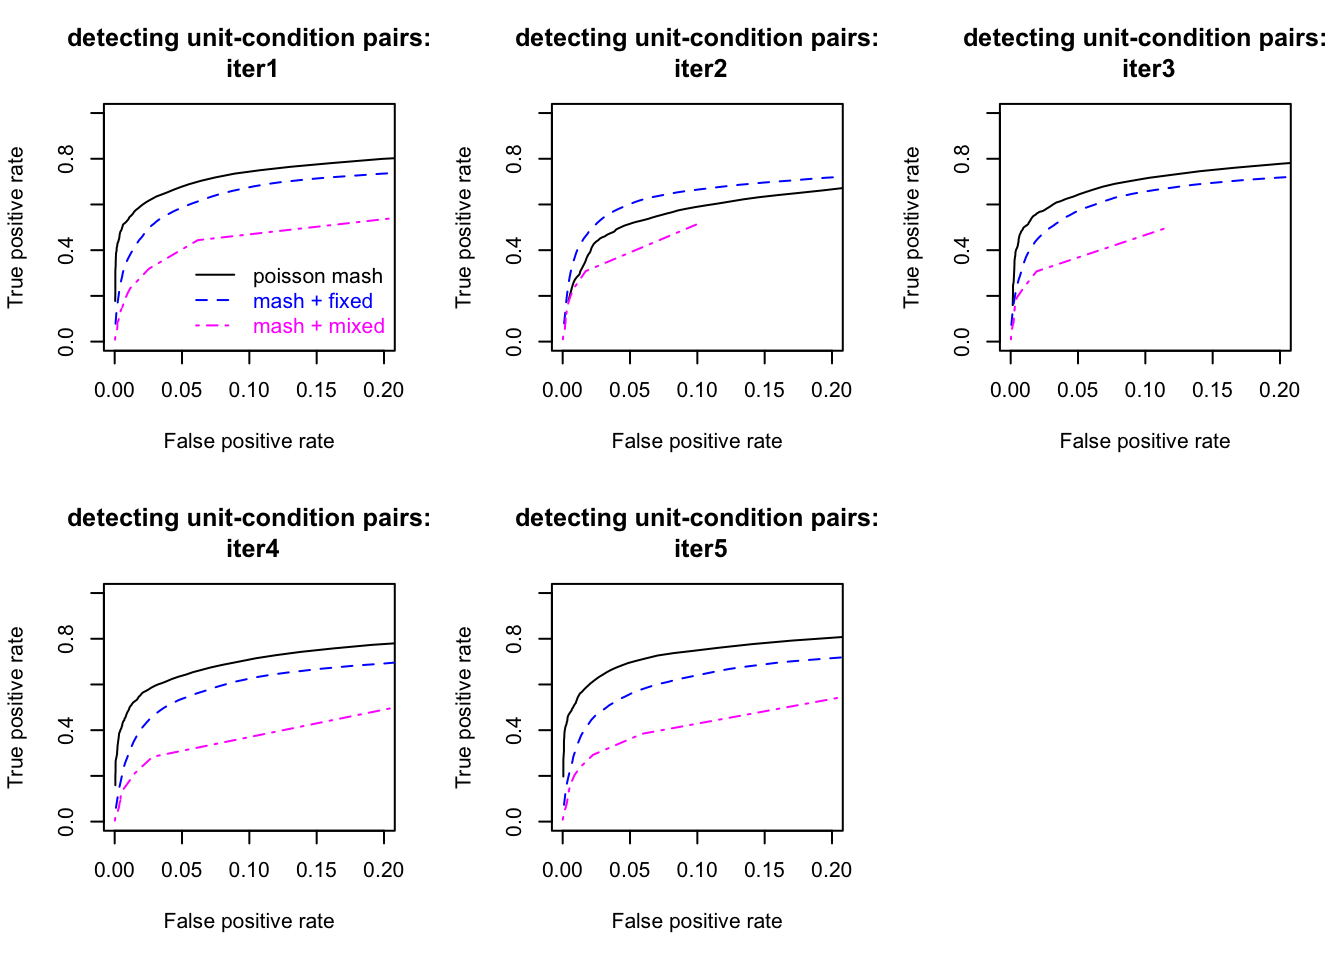 detecting unit-condition pairs:
iter1
True positive rate
0.8
0.4
0.0
poisson mash
mash + fixed
mash + mixed
0.00 0.05 0.10 0.15 0.20
False positive rate
detecting unit-condition pairs:
iter2
True positive rate
0.8
0.4
0.0
0.00 0.05 0.10 0.15 0.20
False positive rate
detecting unit-condition pairs:
iter3
True positive rate
0.8
0.4
0.0
0.00 0.05 0.10 0.15 0.20
False positive rate
detecting unit-condition pairs:
iter4
True positive rate
0.8
0.4
0.0
0.00 0.05 0.10 0.15 0.20
False positive rate
detecting unit-condition pairs:
iter5
True positive rate
0.8
0.4
0.0
0.00 0.05 0.10 0.15 0.20
False positive rate